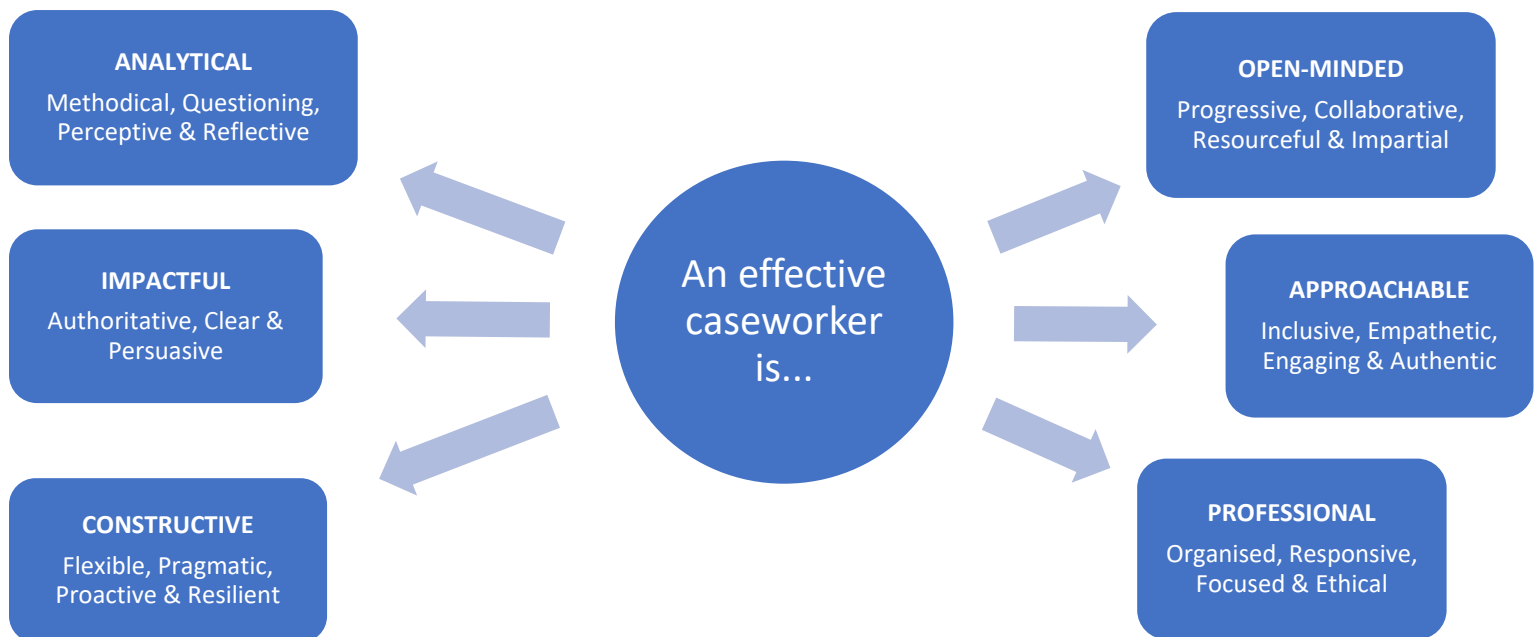 ANALYTICAL
Methodical, Questioning,
Perceptive & Reflective
IMPACTFUL
Authoritative, Clear &
Persuasive
CONSTRUCTIVE
Flexible, Pragmatic,
Proactive & Resilient
An effective
caseworker
is...
OPEN-MINDED
Progressive, Collaborative,
Resourceful & Impartial
APPROACHABLE
Inclusive, Empathetic,
Engaging & Authentic
PROFESSIONAL
Organised, Responsive,
Focused & Ethical